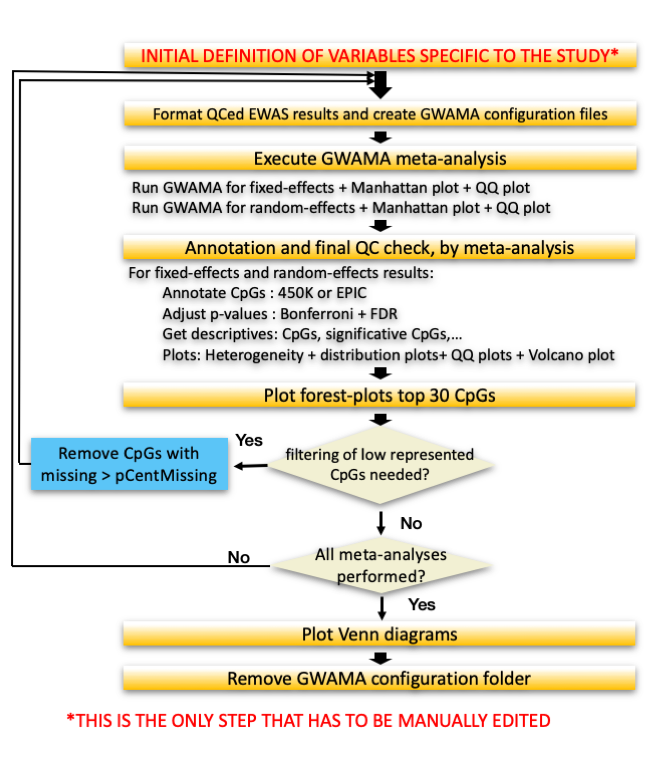 INITIAL DEFINITION OF VARIABLES SPECIFIC TO THE STUDY*
Format QCed EWAS results and create GWAMA configuration files
Execute GWAMA meta-analysis
Run GWAMA for fixed-effects + Manhattan plot + QQ plot
Run GWAMA for random-effects + Manhattan plot + QQ plot
Annotation and final QC check, by meta-analysis
For fixed-effects and random-effects results:
Annotate CpGs : 450K or EPIC
Adjust p-values : Bonferroni + FDR
Get descriptives: CpGs, significative CpGs,...
Plots: Heterogeneity + distribution plots+ QQ plots + Volcano plot
Plot forest-plots top 30 CpGs
filtering of low represented
CpGs needed?
Yes
Remove CpGs with
missing > pCentMissing
No
All meta-analyses
performed?
No
Yes
Plot Venn diagrams
Remove GWAMA configuration folder
*THIS IS THE ONLY STEP THAT HAS TO BE MANUALLY EDITED